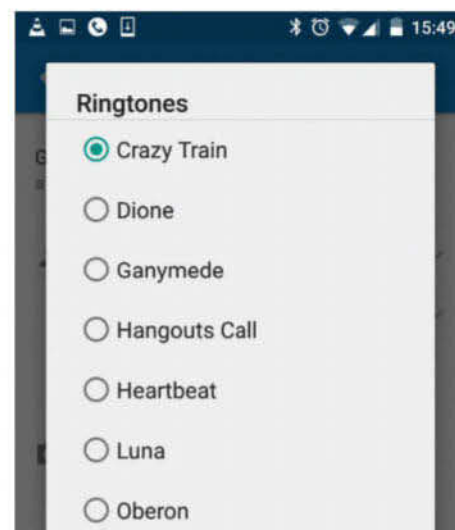 15:49
Ringtones
Crazy Train
Dione
Ganymede
Hangouts Call
Heartbeat
Luna
Oberon